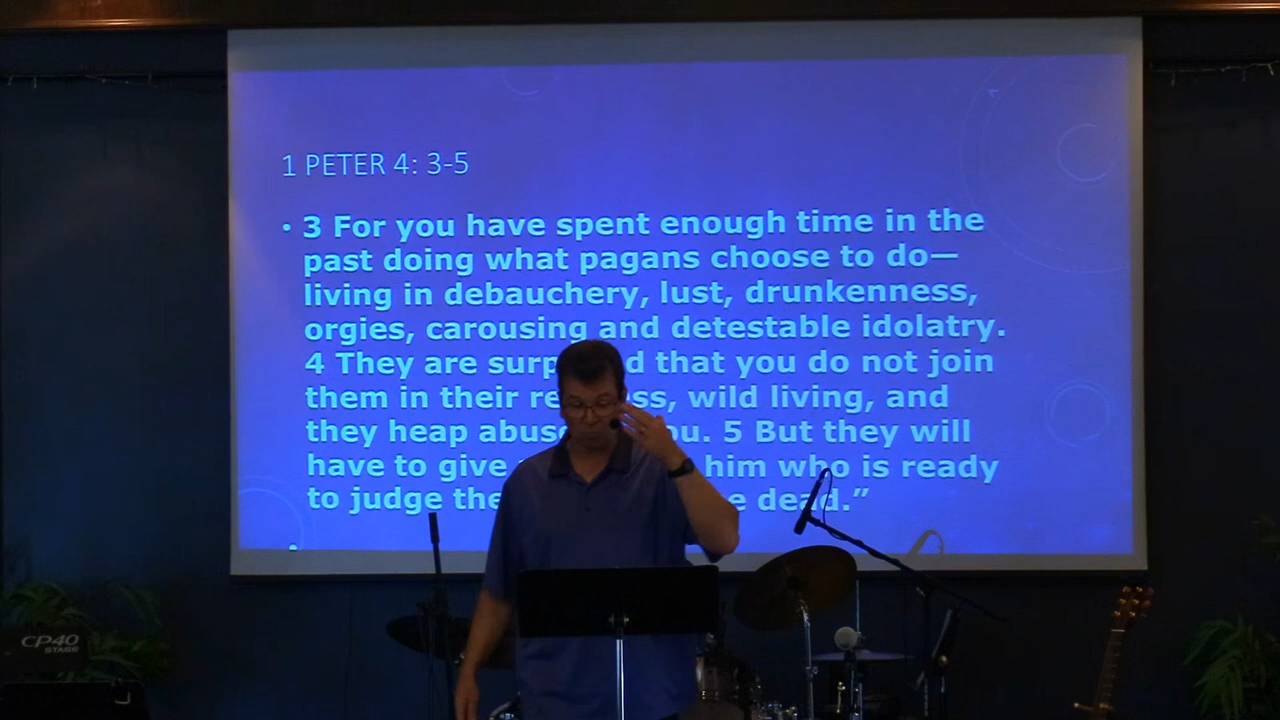 1 PETER 4: 3-5
• 3 For you have spent enough time in the
past doing what pagans choose to do—
living in debauchery, lust, drunkenness,
orgies, carousing and detestable idolatry.
4 They are surp d that you do not join
them in their re ss, wild living, and
they heap abuse ou. 5 But they will
have to give him who is ready
to judge the e dead.”
CP40
STAGE